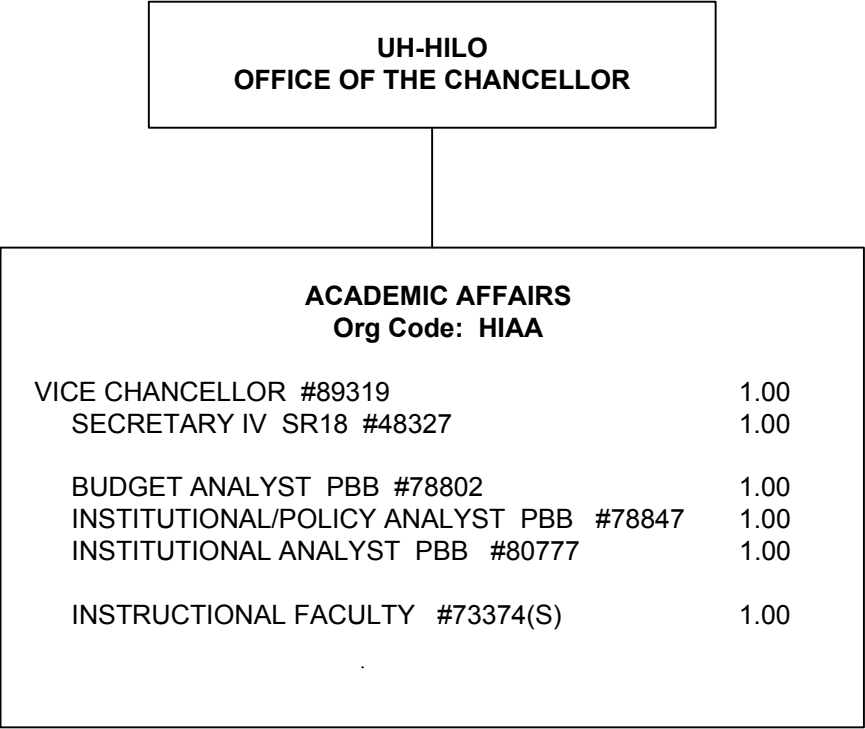 UH-HILO
OFFICE OF THE CHANCELLOR
ACADEMIC AFFAIRS
Org Code: HIAA
VICE CHANCELLOR #89319 1.00
SECRETARY IV SR18 #48327 1.00
BUDGET ANALYST PBB #78802 1.00
INSTITUTIONAL/POLICY ANALYST PBB #78847 1.00
INSTITUTIONAL ANALYST PBB #80777 1.00
INSTRUCTIONAL FACULTY #73374(S) 1.00
.